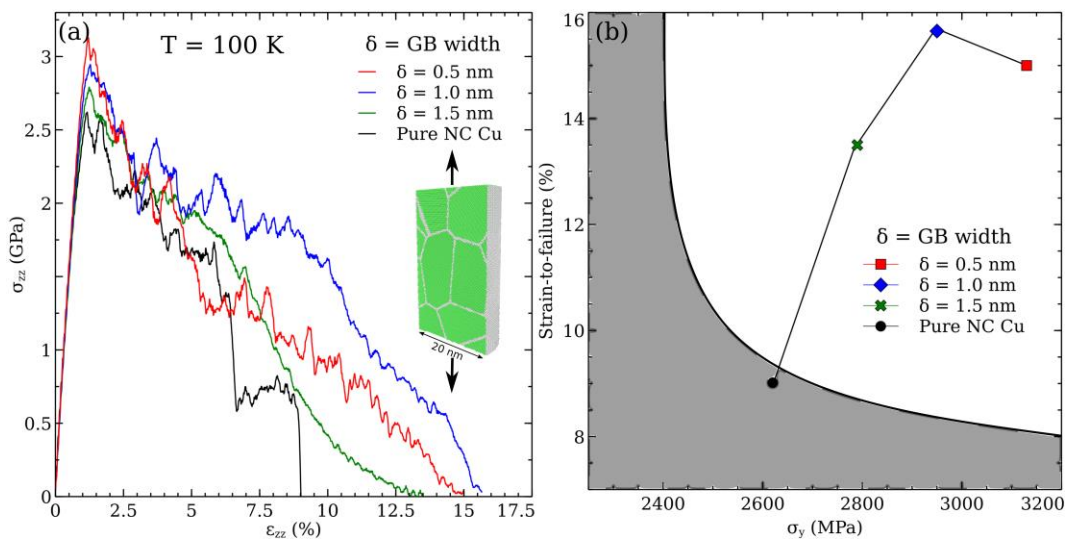 (a)
T = 100 K
δ = GB width
δ = 0.5 nm
δ = 1.0 nm
δ = 1.5 nm
Pure NC Cu
20 nm
3
2.5
2
1.5
1
0.5
0
σzz (GPa)
0 2.5 5 7.5 10 12.5 15 17.5
εzz (%)
(b)
16
14
12
10
8
Strain-to-failure (%)
δ = GB width
δ = 0.5 nm
δ = 1.0 nm
δ = 1.5 nm
Pure NC Cu
2400 2600 2800 3000 3200
σy (MPa)